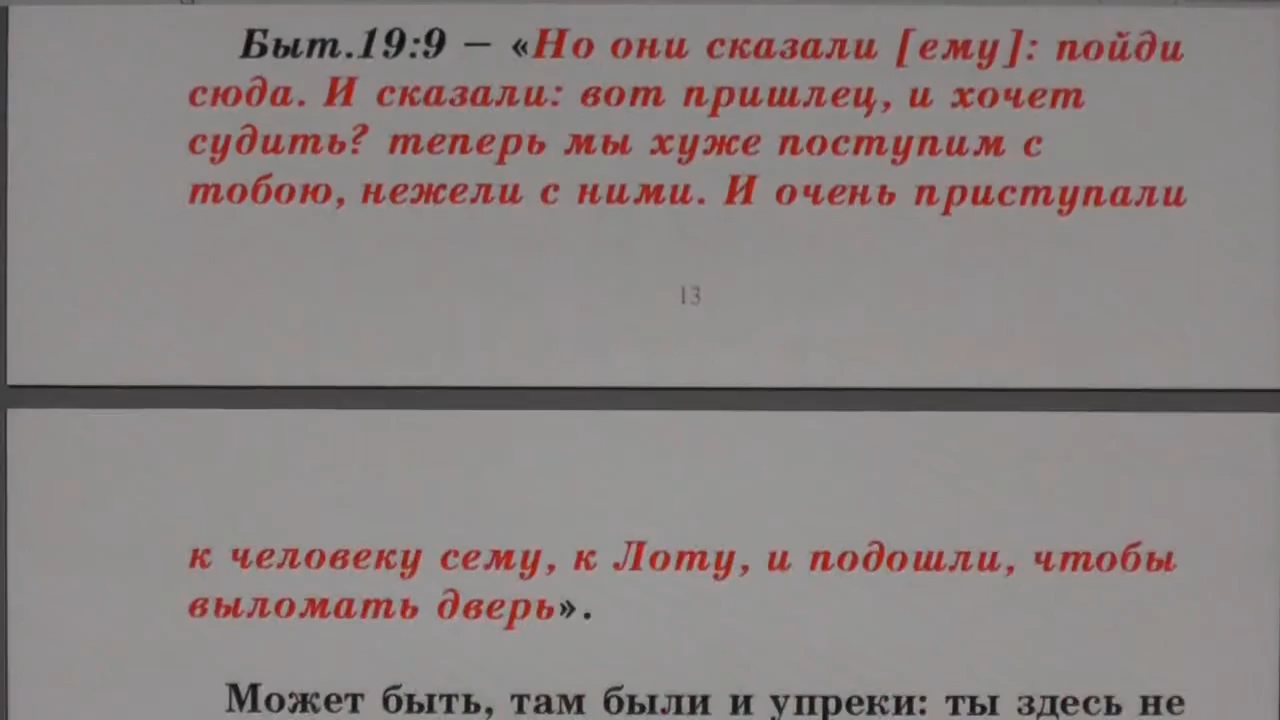 Быт.19:9 – «Но они сказали [ему]: пойди
сюда. И сказали: вот пришлец, и хочет
судить? теперь мы хуже поступим с
тобою, нежели с ними. И очень приступали
13
к человеку сему, к Лоту, и подошли, чтобы
выломать дверь».
Может быть, там были и упреки: ты здесь не